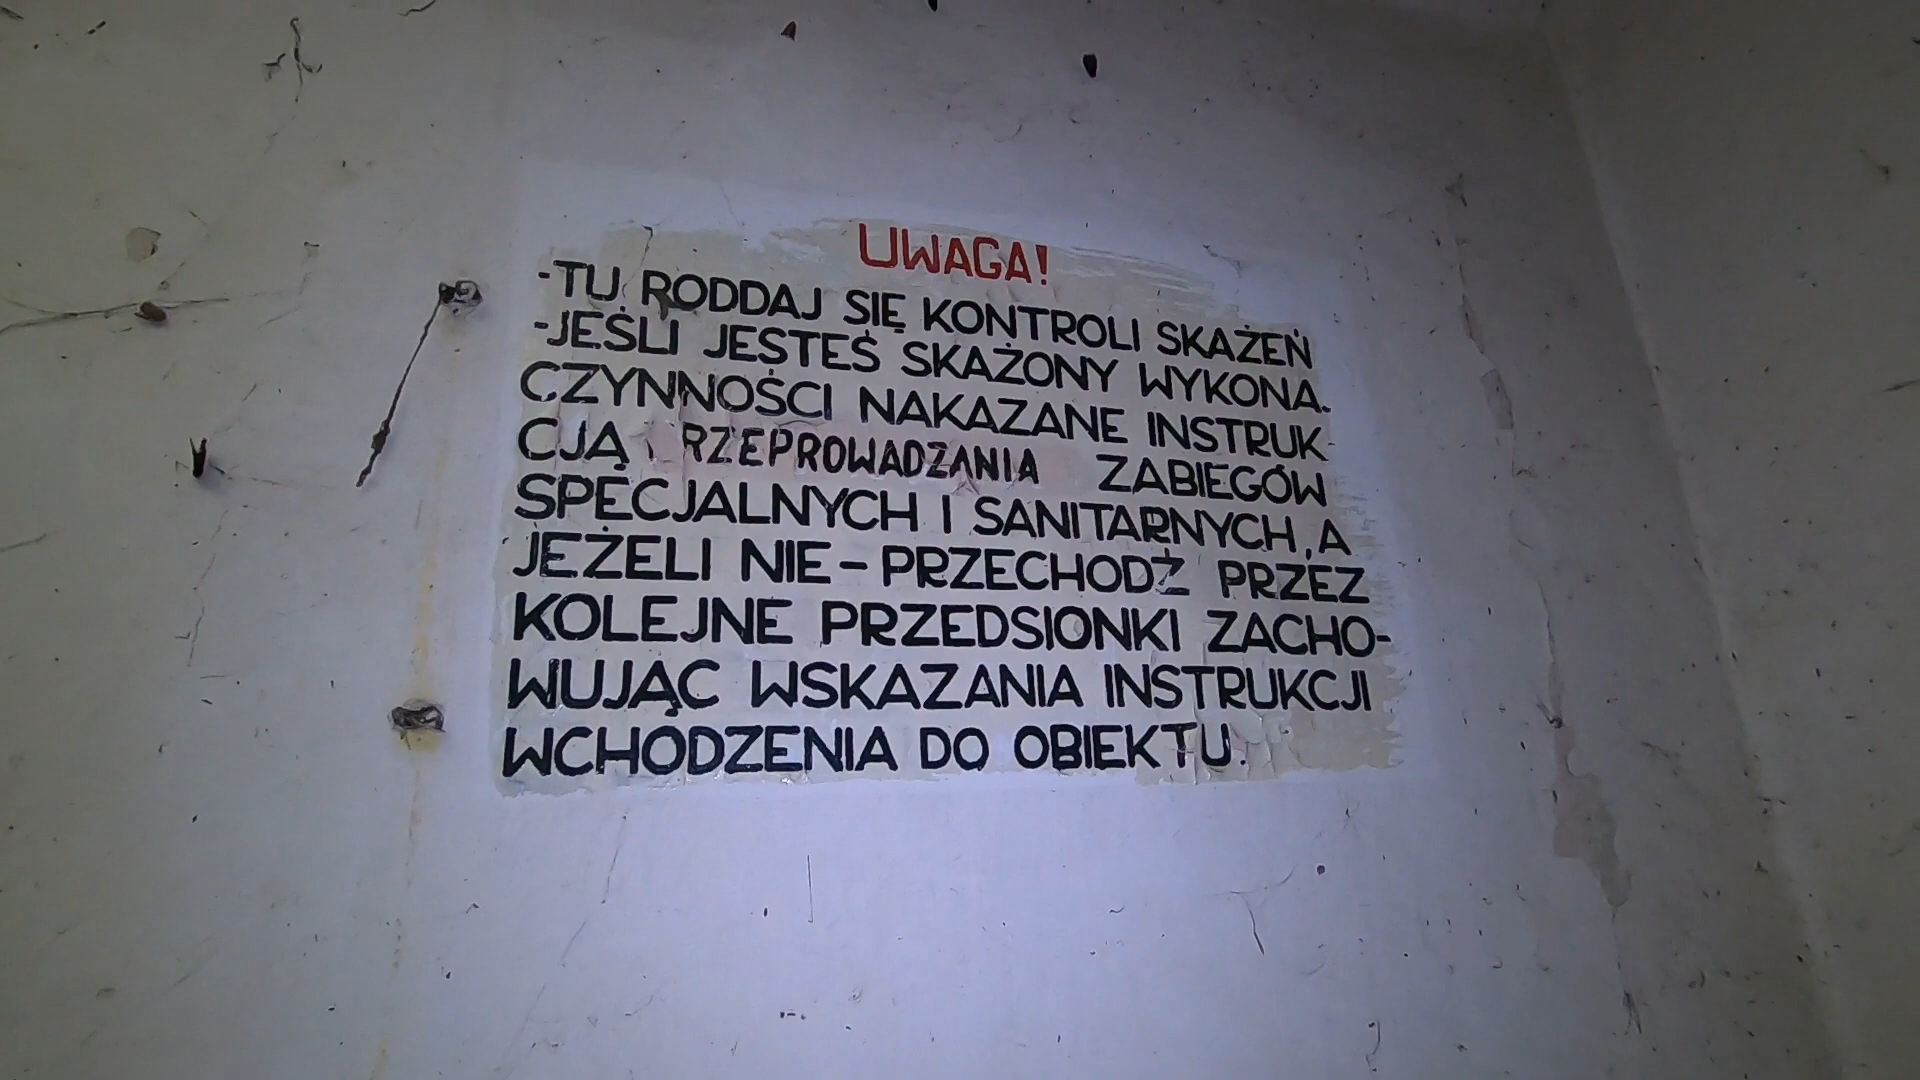 UWAGA!
-TU PODDAJ SIĘ KONTROLI SKAŻEŃ
-JEŚLI JESTEŚ SKAŻONY WYKONAJ
CZYNNOŚCI NAKAZANE INSTRUK-
CJĄ PRZEPROWADZANIA ZABIEGÓW
SPECJALNYCH I SANITARNYCH, A
JEŻELI NIE - PRZECHODŹ PRZEZ
KOLEJNE PRZEDSIONKI ZACHO-
WUJĄC WSKAZANIA INSTRUKCJI
WCHODZENIA DO OBIEKTU.